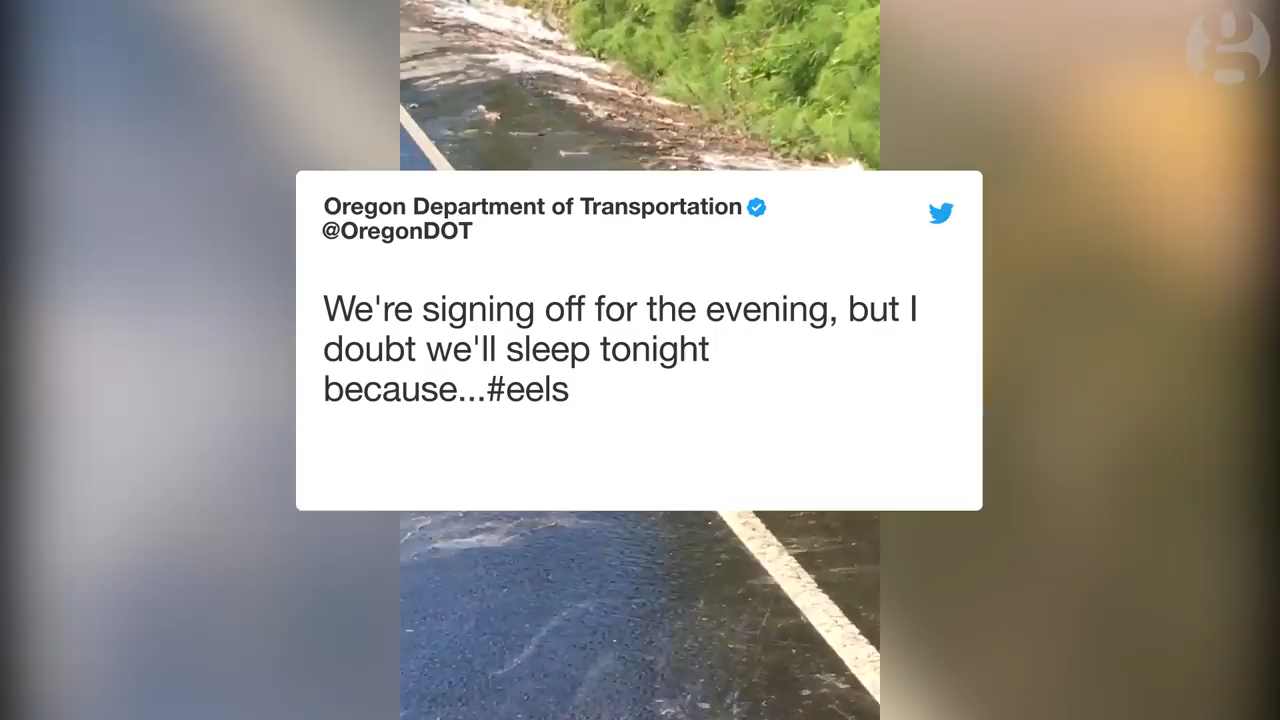 Oregon Department of Transportation
@OregonDOT
We're signing off for the evening, but I
doubt we'll sleep tonight
because...#eels